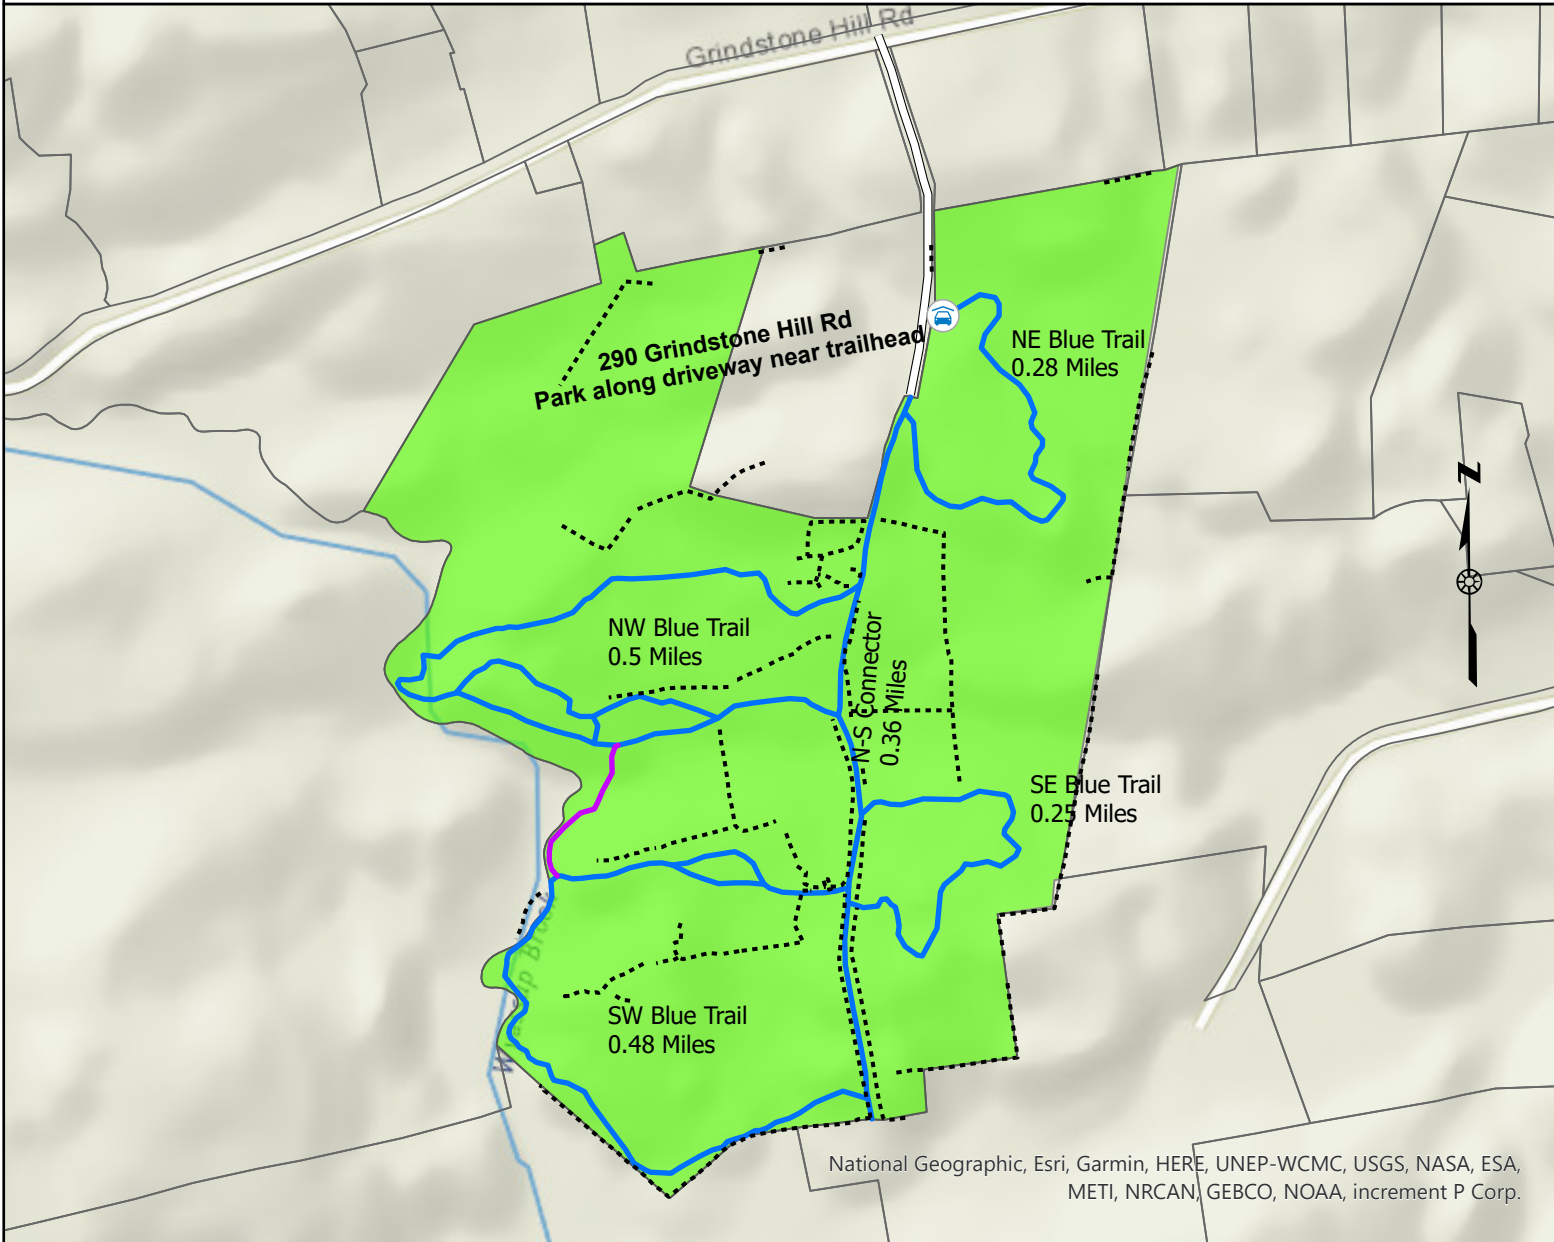 Grindstone Hill Rd
290 Grindstone Hill Rd
Park along driveway near trailhead
NE Blue Trail
0.28 Miles
NW Blue Trail
0.5 Miles
N-S Connector
0.36 Miles
N
SE Blue Trail
0.25 Miles
SW Blue Trail
0.48 Miles
Brook
National Geographic, Esri, Garmin, HERE, UNEP-WCMC, USGS, NASA, ESA,
METI, NRCAN, GEBCO, NOAA, increment P Corp.